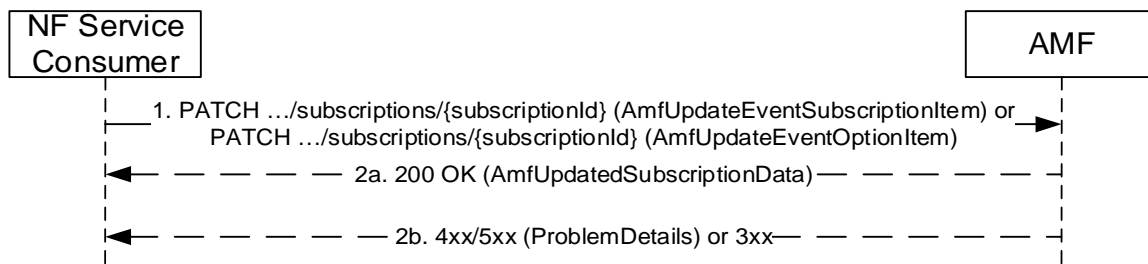 NF Service
Consumer
AMF
1. PATCH …/subscriptions/{subscriptionId} (AmfUpdateEventSubscriptionItem) or
PATCH …/subscriptions/{subscriptionId} (AmfUpdateEventOptionItem)
2a. 200 OK (AmfUpdatedSubscriptionData)
2b. 4xx/5xx (ProblemDetails) or 3xx